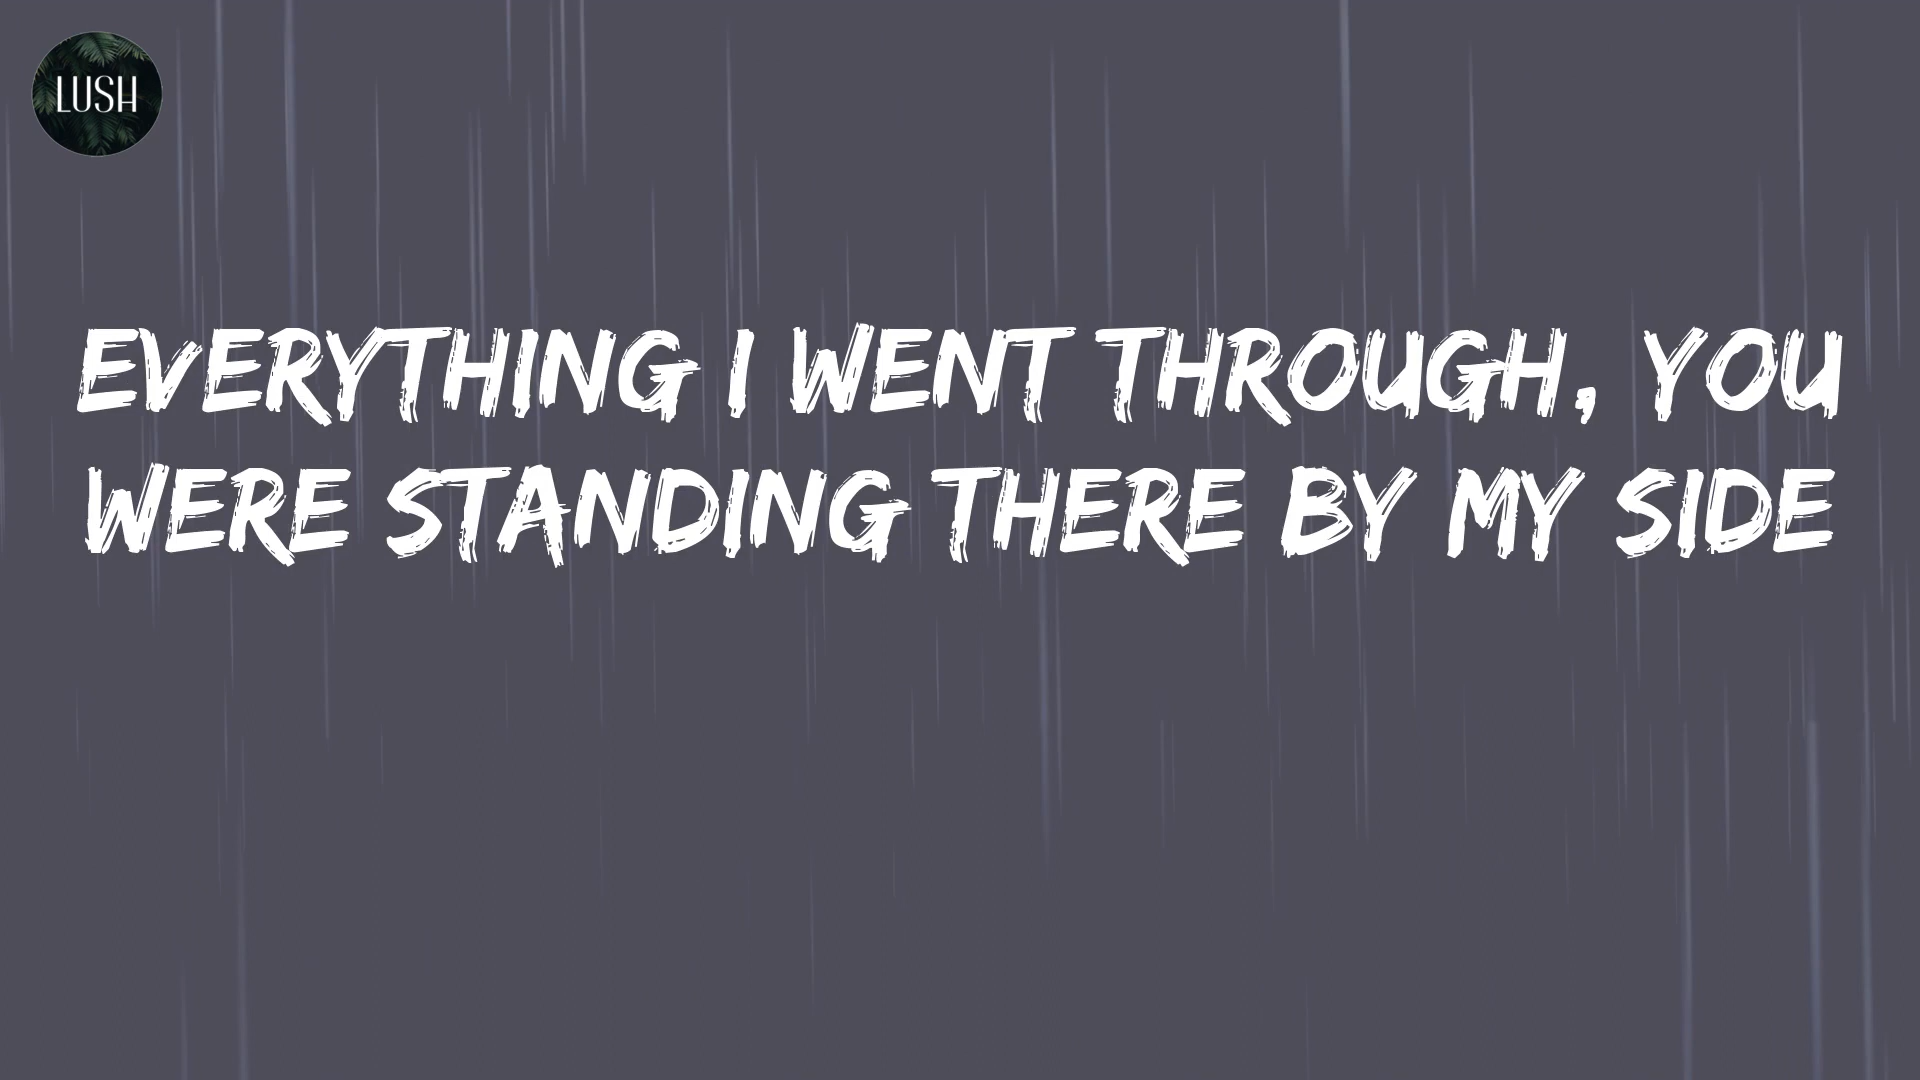 LUSH
EVERYTHING I WENT THROUGH, YOU
WERE STANDING THERE BY MY SIDE